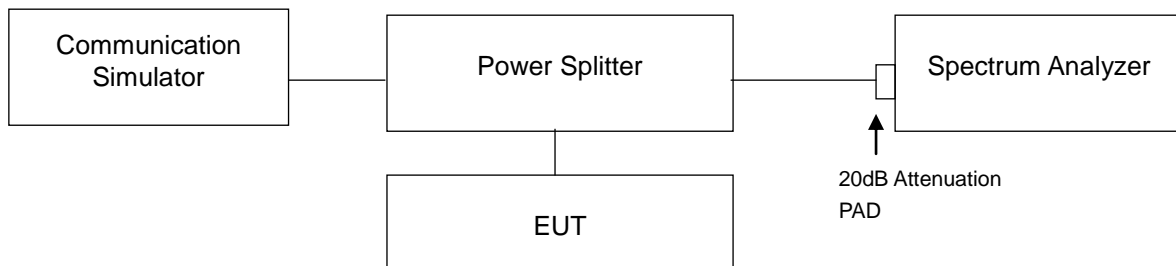 Communication
Simulator
Power Splitter
Spectrum Analyzer
20dB Attenuation
PAD
EUT